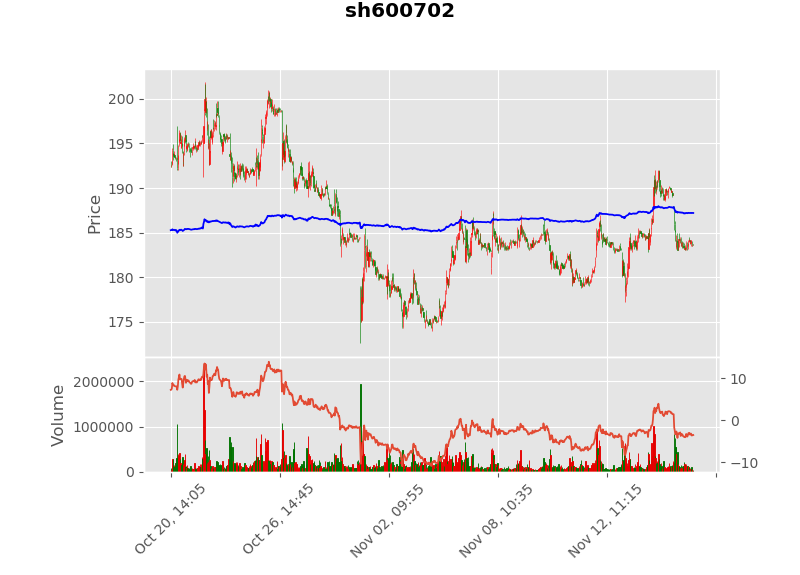 sh600702
Price
200
195
190
185
180
175
Volume
2000000
1000000
0
10
0
−10
Oct 20, 14:05
Oct 26, 14:45
Nov 02, 09:55
Nov 08, 10:35
Nov 12, 11:15